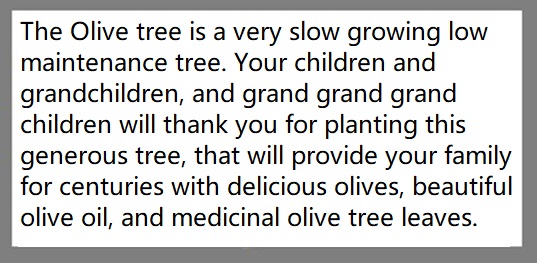 The Olive tree is a very slow growing low
maintenance tree. Your children and
grandchildren, and grand grand grand
children will thank you for planting this
generous tree, that will provide your family
for centuries with delicious olives, beautiful
olive oil, and medicinal olive tree leaves.